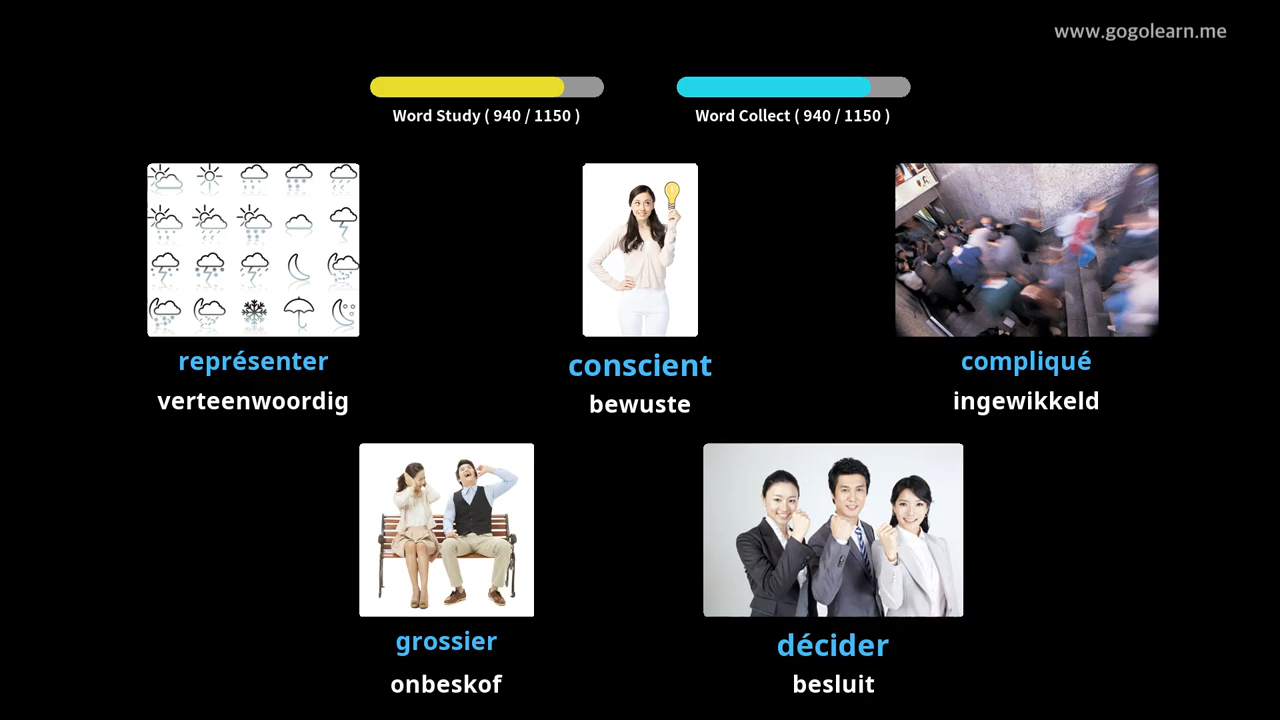 www.gogolearn.me
Word Study ( 940 / 1150 )
Word Collect ( 940 / 1150 )
représenter
verteenwoordig
conscient
bewuste
compliqué
ingewikkeld
grossier
onbeskof
décider
besluit